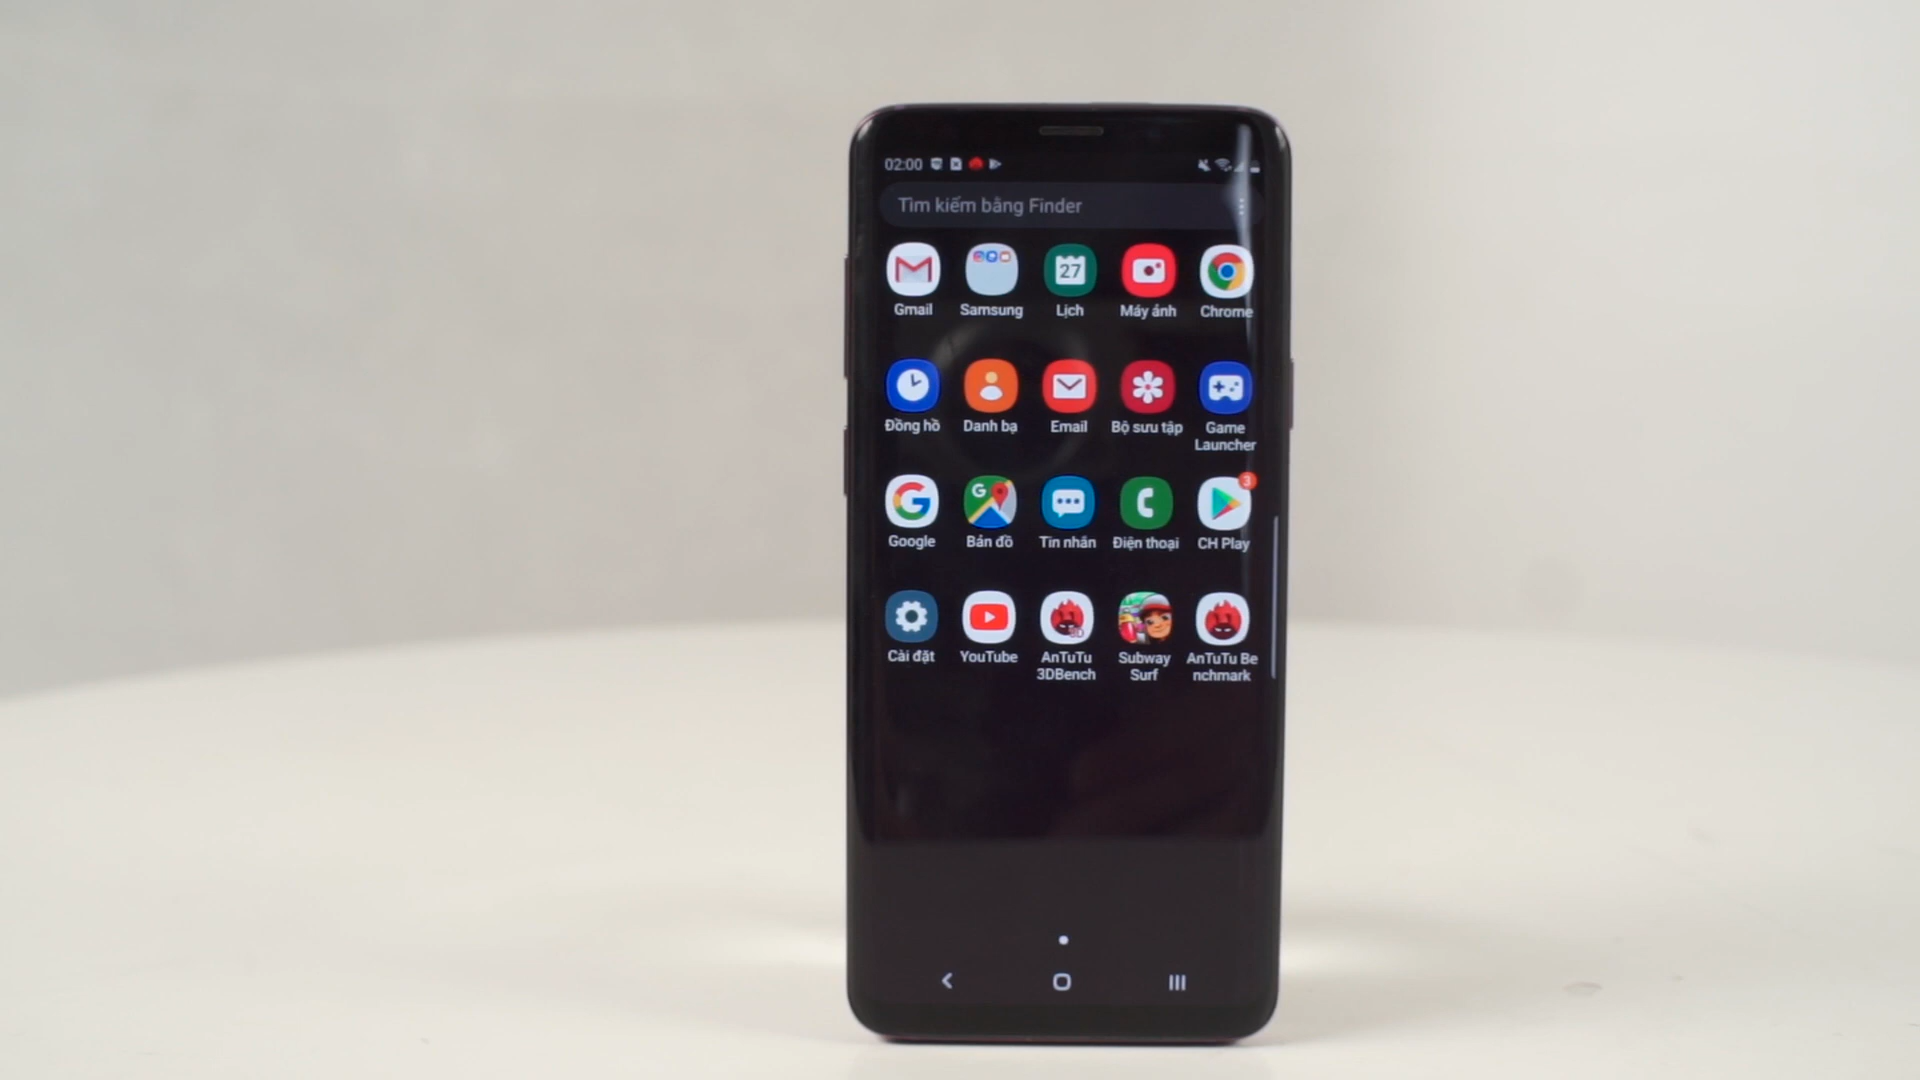 02:00
Tìm kiếm bằng Finder
Gmail
Samsung
27
Lịch
Máy ảnh
Chrome
Đồng hồ
Danh bạ
Email
Bộ sưu tập
Game
Launcher
G
3
Google
Bản đồ
Tin nhắn
Điện thoại
CH Play
3D
Cài đặt
YouTube
AnTuTu
3DBench
Subway
Surf
AnTuTu Be
nchmark